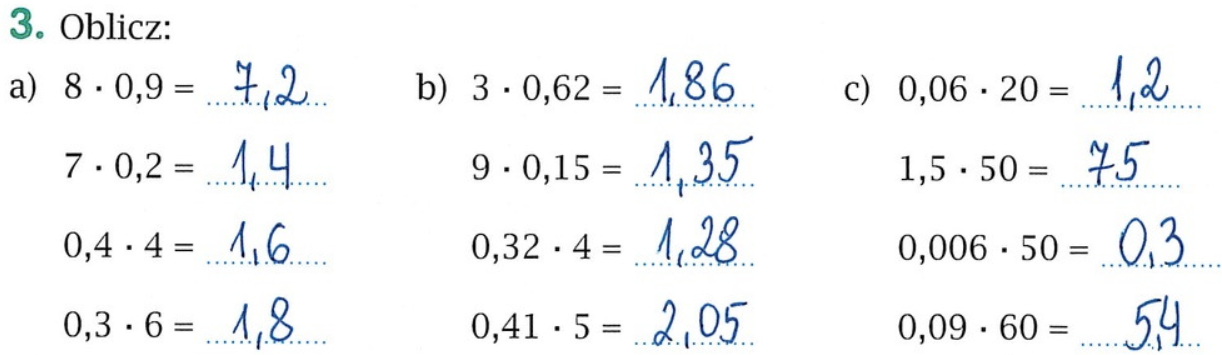 3. Oblicz:
a) 8 · 0,9 = 7,2 b) 3 · 0,62 = 1,86 c) 0,06 · 20 = 1,2
7 · 0,2 = 1,4 9 · 0,15 = 1,35 1,5 · 50 = 75
0,4 · 4 = 1,6 0,32 · 4 = 1,28 0,006 · 50 = 0,3
0,3 · 6 = 1,8 0,41 · 5 = 2,05 0,09 · 60 = 5,4